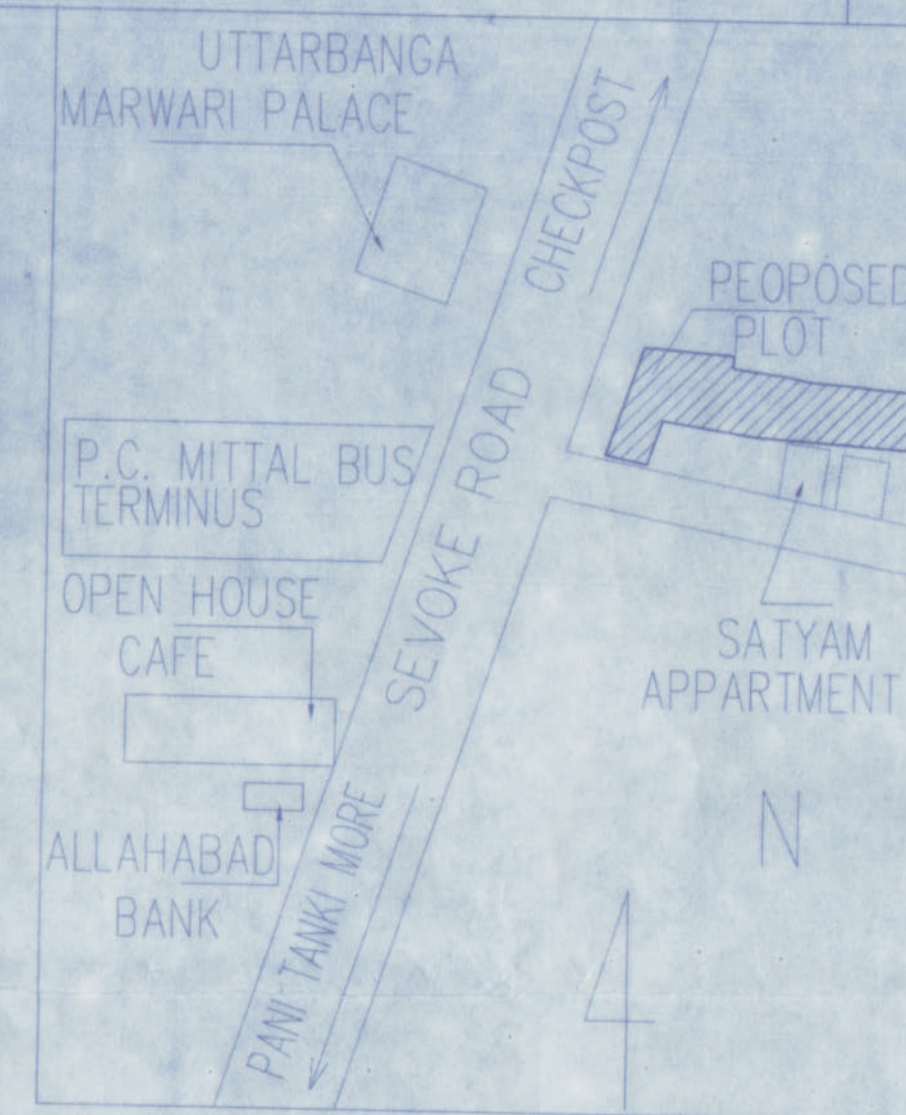 UTTARBANGA
MARWARI PALACE
CHECKPOST
PEOPOSED
PLOT
SEVOKE ROAD
P.C. MITTAL BUS
TERMINUS
OPEN HOUSE
CAFE
SATYAM
APPARTMENT
ALLAHABAD
BANK
PANI TANKI MORE
N